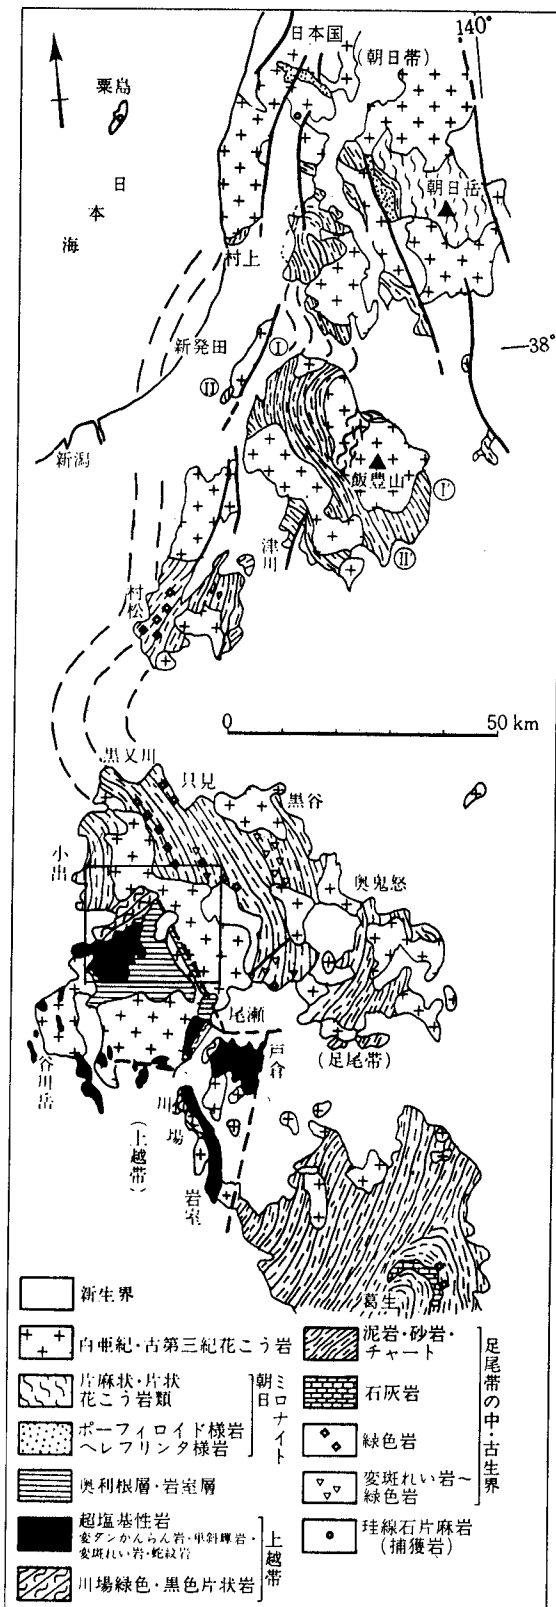 140°
日本国
(朝日帯)
粟島
日本海
朝日岳
村上
38°
新発田
Ⅰ
Ⅱ
新潟
飯豊山
Ⅰ'
津川
Ⅱ
村松
0 50 km
黒又川
只見
黒谷
小出
奥鬼怒
尾瀬
戸倉
(足尾帯)
谷川岳
川場
(上越帯)
岩室
葛生
新生界
白亜紀・古第三紀花こう岩
片麻状・片状
花こう岩類
ポーフィロイド様岩
ヘレフリンタ様岩
朝日
ミロナイト
奥利根層・岩室層
超塩基性岩
変ダンかんらん岩・単斜輝岩・
変斑れい岩・蛇紋岩
川場緑色・黒色片状岩
上越帯
泥岩・砂岩・
チャート
石灰岩
緑色岩
変斑れい岩〜
緑色岩
足尾帯の中・古生界
珪線石片麻岩
(捕獲岩)